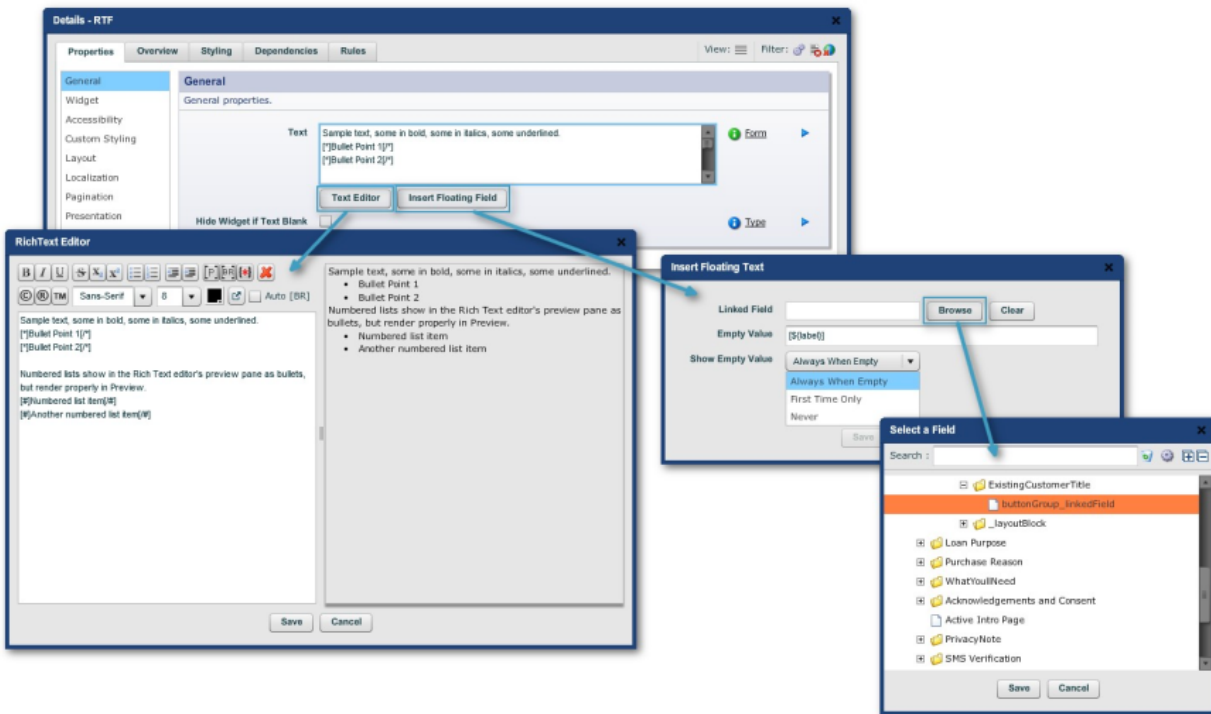 Details - RTF
Properties Overview Styling Dependencies Rules View: Filter:
General
Widget
Accessibility
Custom Styling
Layout
Localization
Pagination
Presentation
General
General properties.
Text
Sample text, some in bold, some in italics, some underlined.
[*]Bullet Point 1[/*]
[*]Bullet Point 2[/*]
Form
Text Editor Insert Floating Field
Hide Widget if Text Blank
Type
RichText Editor
B I U S X₂ x² [P] [BR] [•]
© ® TM Sans-Serif 8 Auto [BR]
Sample text, some in bold, some in italics, some underlined.
[*]Bullet Point 1[/*]
[*]Bullet Point 2[/*]
Numbered lists show in the Rich Text editor's preview pane as bullets,
but render properly in Preview.
[#]Numbered list item[/#]
[#]Another numbered list item[/#]
Sample text, some in bold, some in italics, some underlined.
• Bullet Point 1
• Bullet Point 2
Numbered lists show in the Rich Text editor's preview pane as
bullets, but render properly in Preview.
• Numbered list item
• Another numbered list item
Save Cancel
Insert Floating Text
Linked Field Browse Clear
Empty Value [${label}]
Show Empty Value Always When Empty
Always When Empty
First Time Only
Never
Save
Select a Field
Search :
ExistingCustomerTitle
buttonGroup_linkedField
_layoutBlock
Loan Purpose
Purchase Reason
WhatYoullNeed
Acknowledgements and Consent
Active Intro Page
PrivacyNote
SMS Verification
Save Cancel